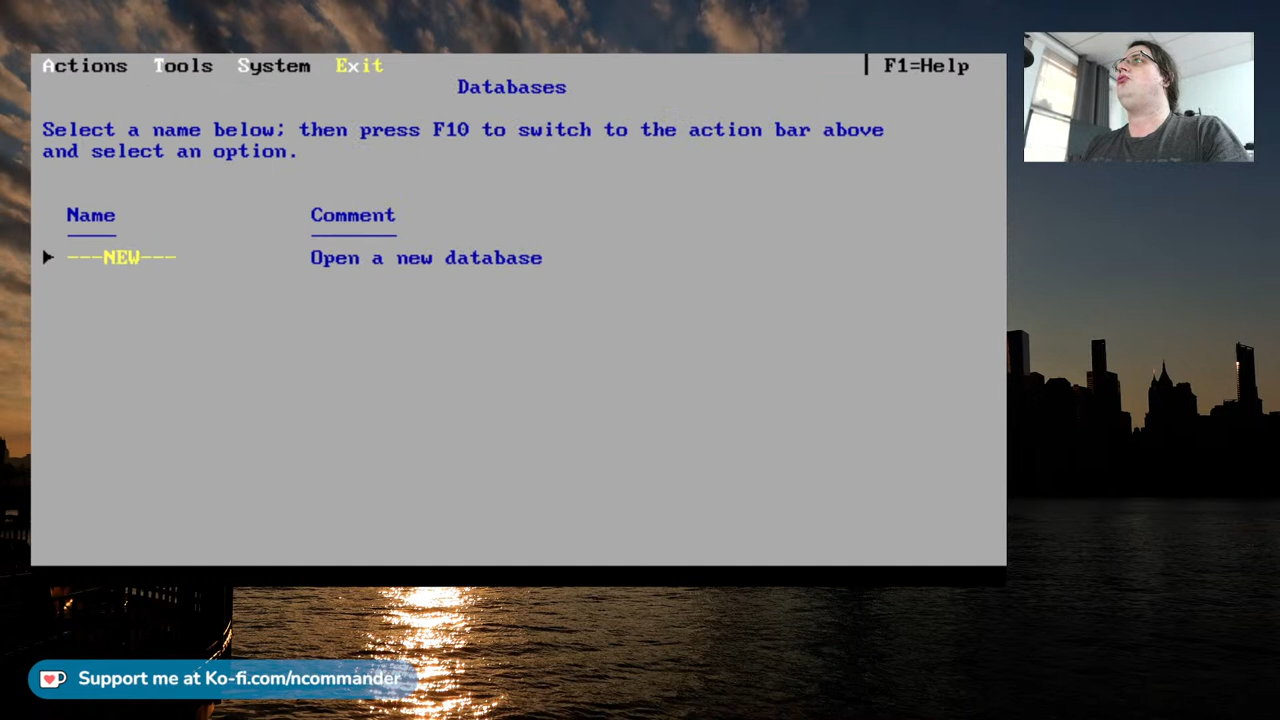 Actions Tools System Exit | F1=Help
Databases
Select a name below; then press F10 to switch to the action bar above
and select an option.
Name Comment
---NEW--- Open a new database
Support me at Ko-fi.com/ncommander